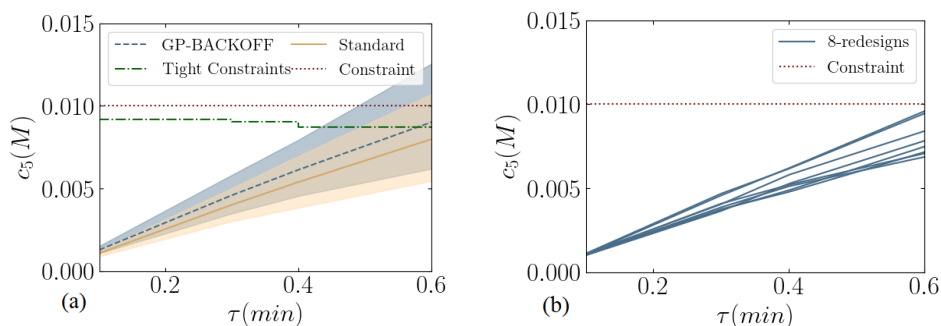 0.015
GP-BACKOFF
Standard
Tight Constraints
Constraint
0.010
c5(M)
0.005
0.000
0.2
0.4
0.6
(a)
τ(min)
0.015
8-redesigns
Constraint
0.010
c5(M)
0.005
0.000
0.2
0.4
0.6
(b)
τ(min)